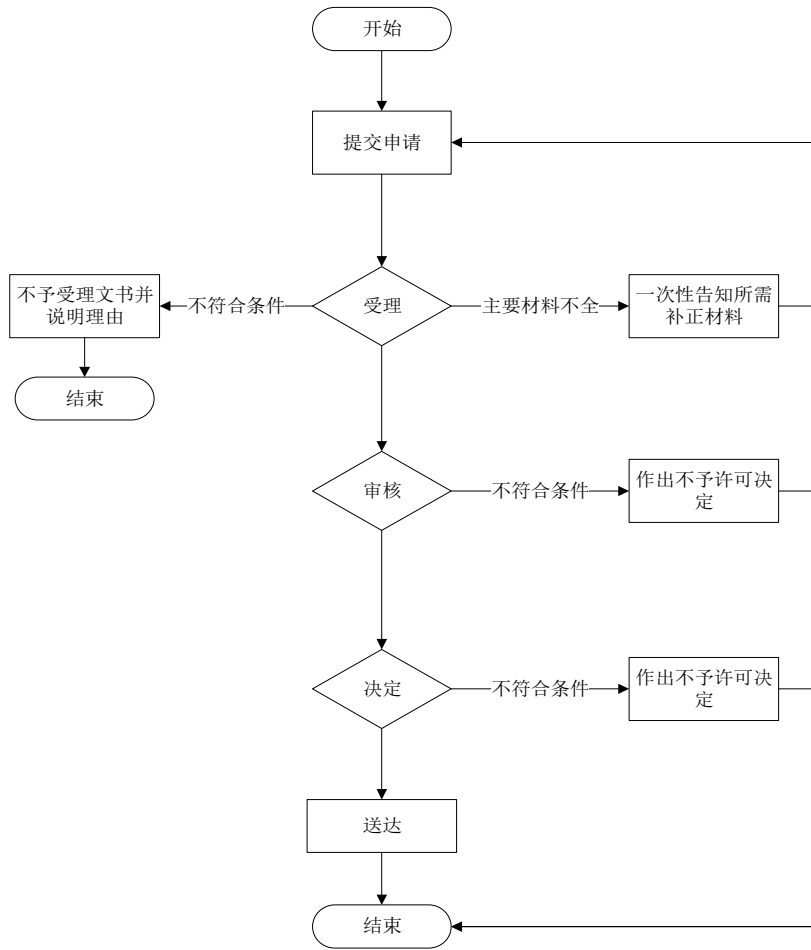 开始
提交申请
不予受理文书并
说明理由
不符合条件
受理
主要材料不全
一次性告知所需
补正材料
结束
审核
不符合条件
作出不予许可决
定
决定
不符合条件
作出不予许可决
定
送达
结束